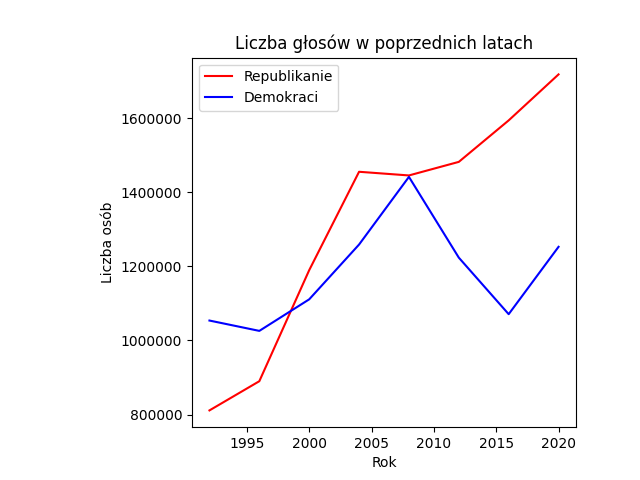 Liczba głosów w poprzednich latach
Republikanie
Demokraci
Liczba osób
1600000
1400000
1200000
1000000
800000
1995 2000 2005 2010 2015 2020
Rok